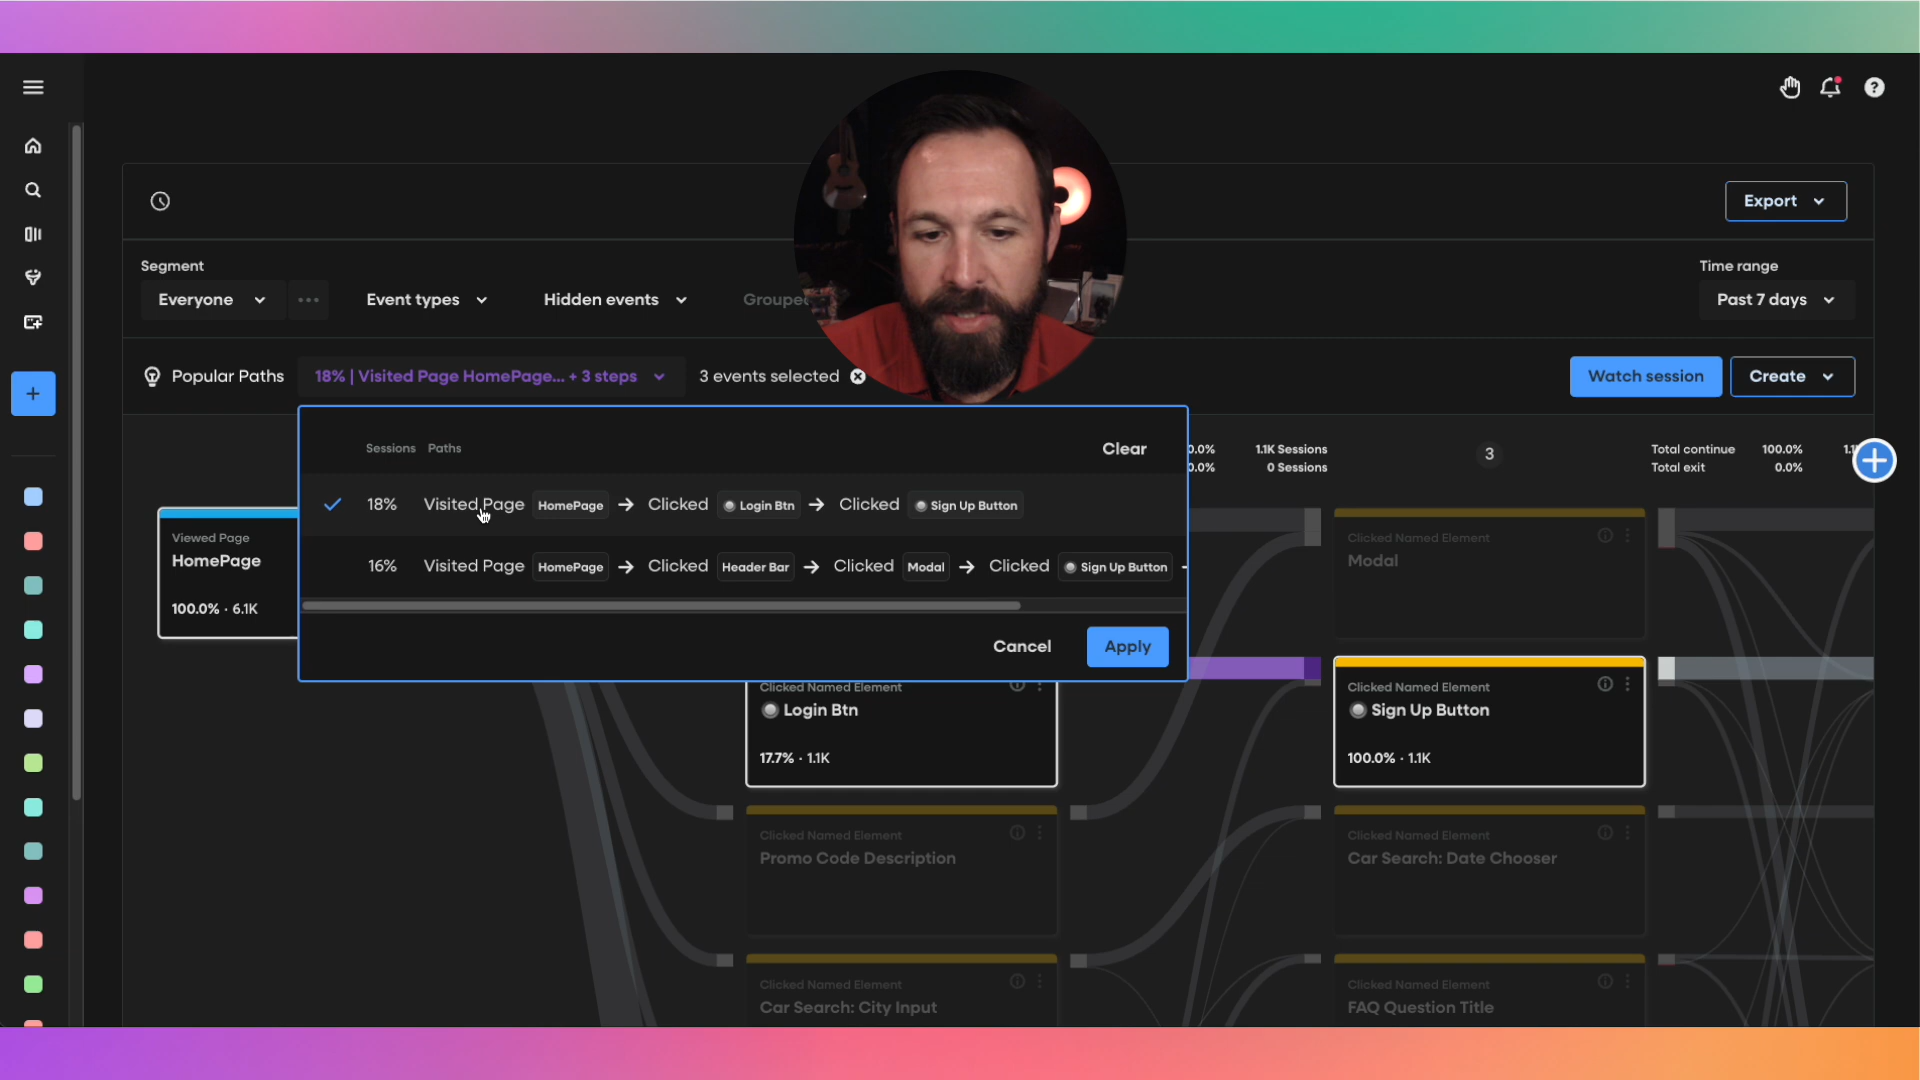 Export
Segment
Time range
Everyone
Event types
Hidden events
Past 7 days
Popular Paths
18% | Visited Page HomePage... + 3 steps
3 events selected
Watch session
Create
Sessions Paths
Clear
18% Visited Page HomePage → Clicked Login Btn → Clicked Sign Up Button
16% Visited Page HomePage → Clicked Header Bar → Clicked Modal → Clicked Sign Up Button
Cancel
Apply
1.1K Sessions
0 Sessions
3
Total continue 100.0%
Total exit 0.0%
Viewed Page
HomePage
100.0% · 6.1K
Clicked Named Element
Login Btn
17.7% · 1.1K
Clicked Named Element
Promo Code Description
Clicked Named Element
Car Search: City Input
Clicked Named Element
Modal
Clicked Named Element
Sign Up Button
100.0% · 1.1K
Clicked Named Element
Car Search: Date Chooser
Clicked Named Element
FAQ Question Title